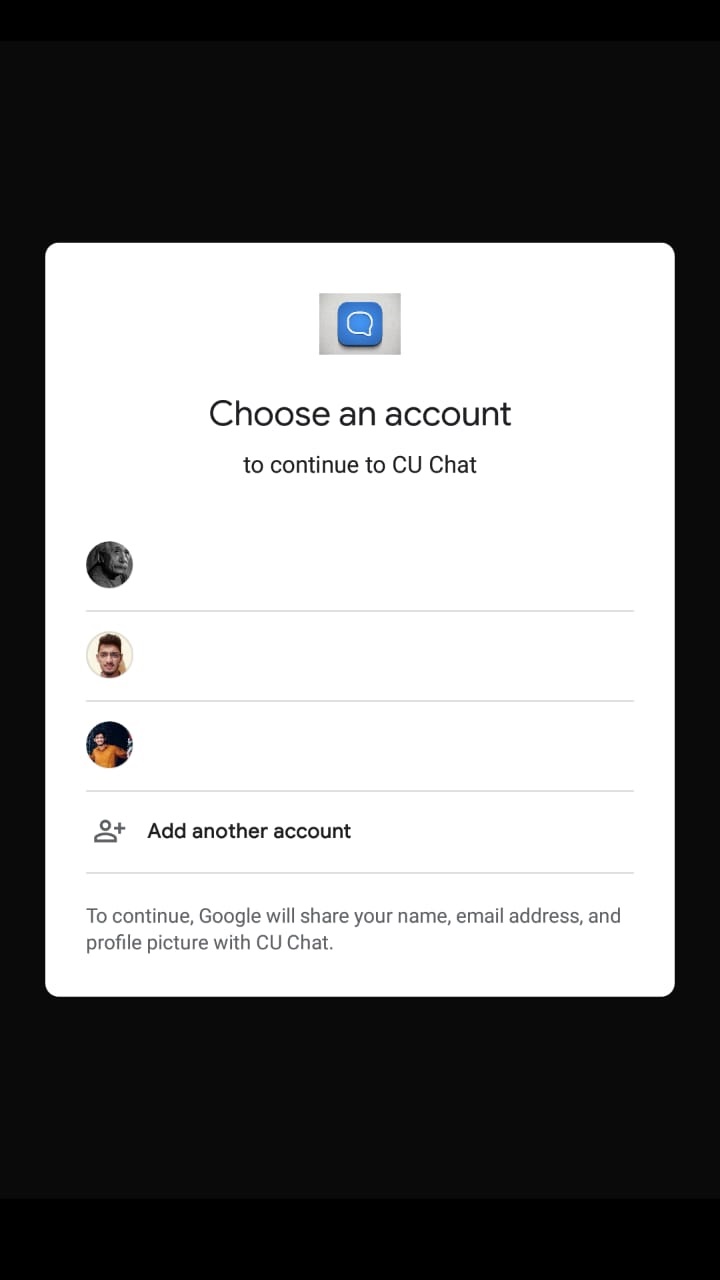 Choose an account
to continue to CU Chat
Add another account
To continue, Google will share your name, email address, and
profile picture with CU Chat.